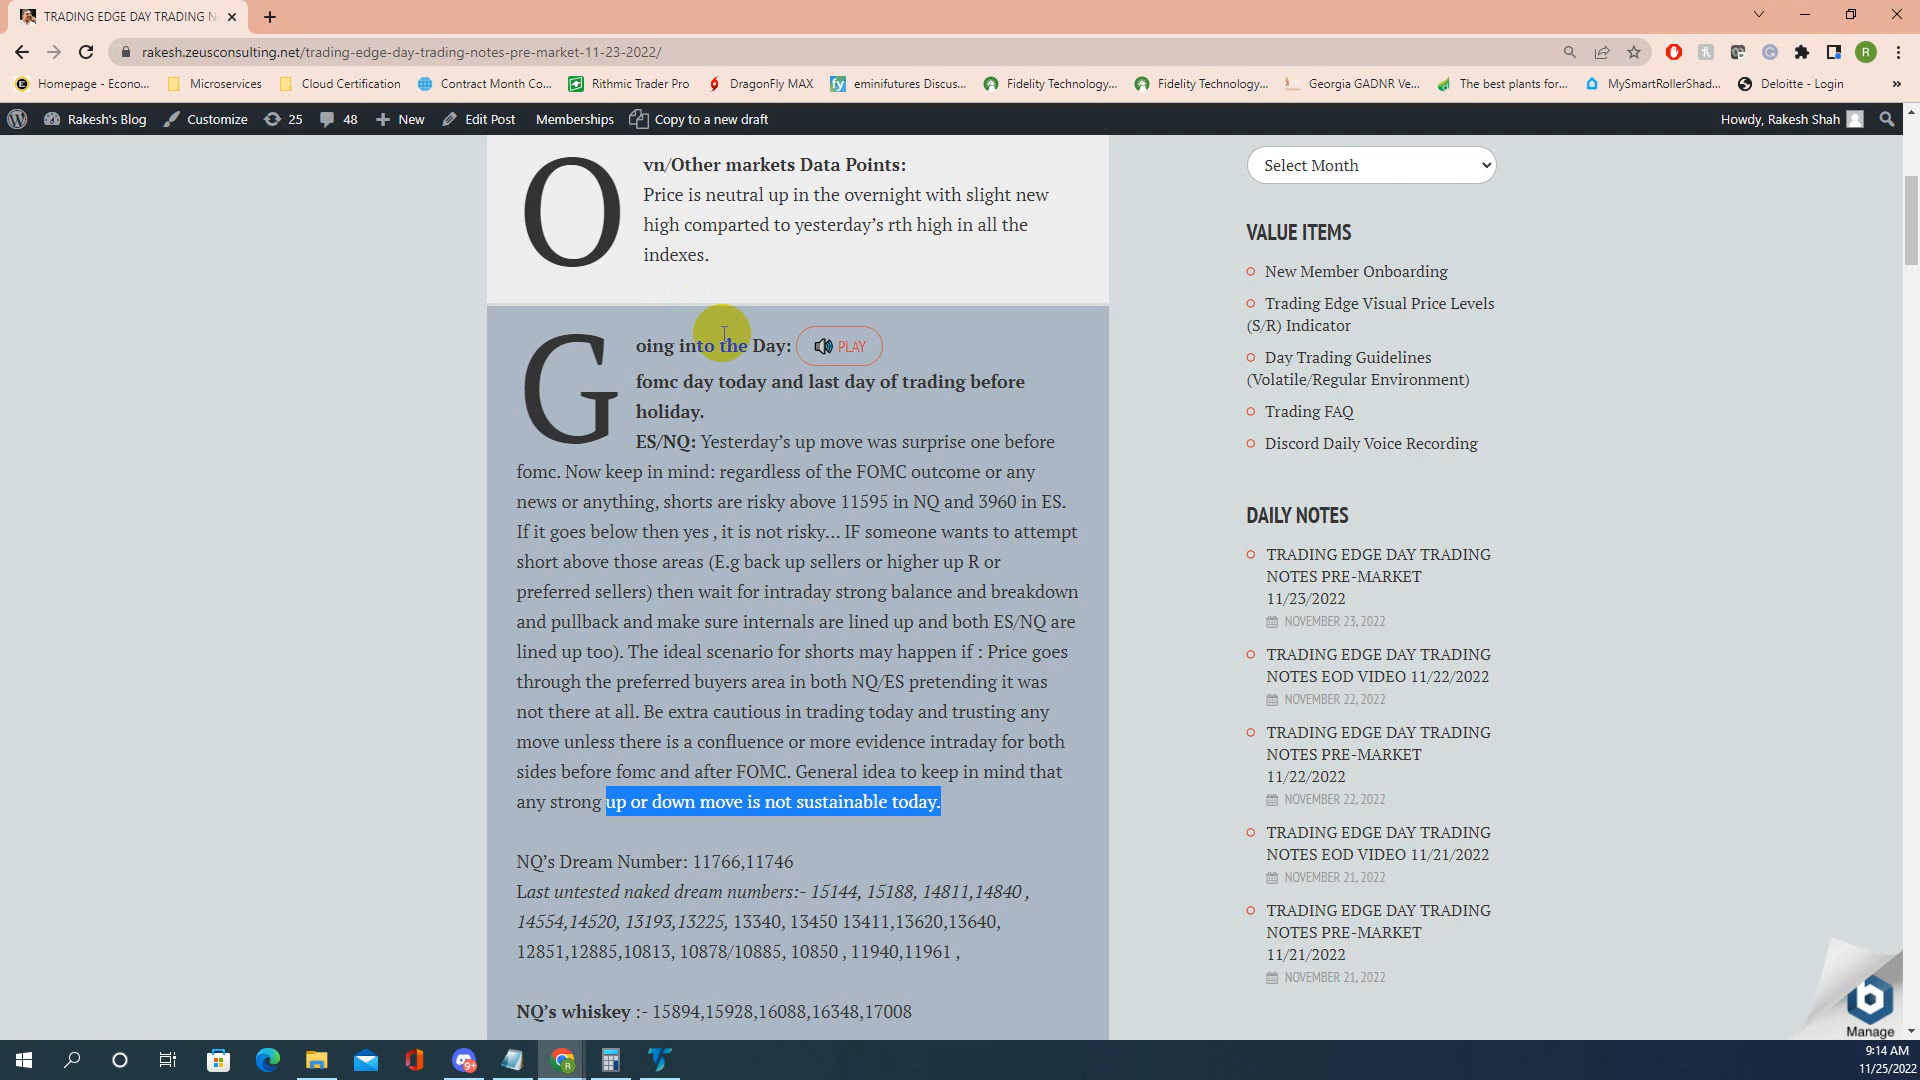 TRADING EDGE DAY TRADING N
rakesh.zeusconsulting.net/trading-edge-day-trading-notes-pre-market-11-23-2022/
R
Homepage - Econo...
Microservices
Cloud Certification
Contract Month Co...
Rithmic Trader Pro
DragonFly MAX
fy eminifutures Discus...
Fidelity Technology...
Fidelity Technology...
Georgia GADNR Ve...
The best plants for...
MySmartRollerShad...
Deloitte - Login
»
Rakesh's Blog
Customize
25
48
New
Edit Post
Memberships
Copy to a new draft
Howdy, Rakesh Shah
Ovn/Other markets Data Points:
Price is neutral up in the overnight with slight new
high comparted to yesterday's rth high in all the
indexes.
Going into the Day: PLAY
fomc day today and last day of trading before
holiday.
ES/NQ: Yesterday's up move was surprise one before
fomc. Now keep in mind: regardless of the FOMC outcome or any
news or anything, shorts are risky above 11595 in NQ and 3960 in ES.
If it goes below then yes , it is not risky... IF someone wants to attempt
short above those areas (E.g back up sellers or higher up R or
preferred sellers) then wait for intraday strong balance and breakdown
and pullback and make sure internals are lined up and both ES/NQ are
lined up too). The ideal scenario for shorts may happen if : Price goes
through the preferred buyers area in both NQ/ES pretending it was
not there at all. Be extra cautious in trading today and trusting any
move unless there is a confluence or more evidence intraday for both
sides before fomc and after FOMC. General idea to keep in mind that
any strong up or down move is not sustainable today.
NQ's Dream Number: 11766,11746
Last untested naked dream numbers:- 15144, 15188, 14811,14840 ,
14554,14520, 13193,13225, 13340, 13450 13411,13620,13640,
12851,12885,10813, 10878/10885, 10850 , 11940,11961 ,
NQ's whiskey :- 15894,15928,16088,16348,17008
Select Month
VALUE ITEMS
New Member Onboarding
Trading Edge Visual Price Levels
(S/R) Indicator
Day Trading Guidelines
(Volatile/Regular Environment)
Trading FAQ
Discord Daily Voice Recording
DAILY NOTES
TRADING EDGE DAY TRADING
NOTES PRE-MARKET
11/23/2022
NOVEMBER 23, 2022
TRADING EDGE DAY TRADING
NOTES EOD VIDEO 11/22/2022
NOVEMBER 22, 2022
TRADING EDGE DAY TRADING
NOTES PRE-MARKET
11/22/2022
NOVEMBER 22, 2022
TRADING EDGE DAY TRADING
NOTES EOD VIDEO 11/21/2022
NOVEMBER 21, 2022
TRADING EDGE DAY TRADING
NOTES PRE-MARKET
11/21/2022
NOVEMBER 21, 2022
b
Manage
9+
R
9:14 AM
11/25/2022